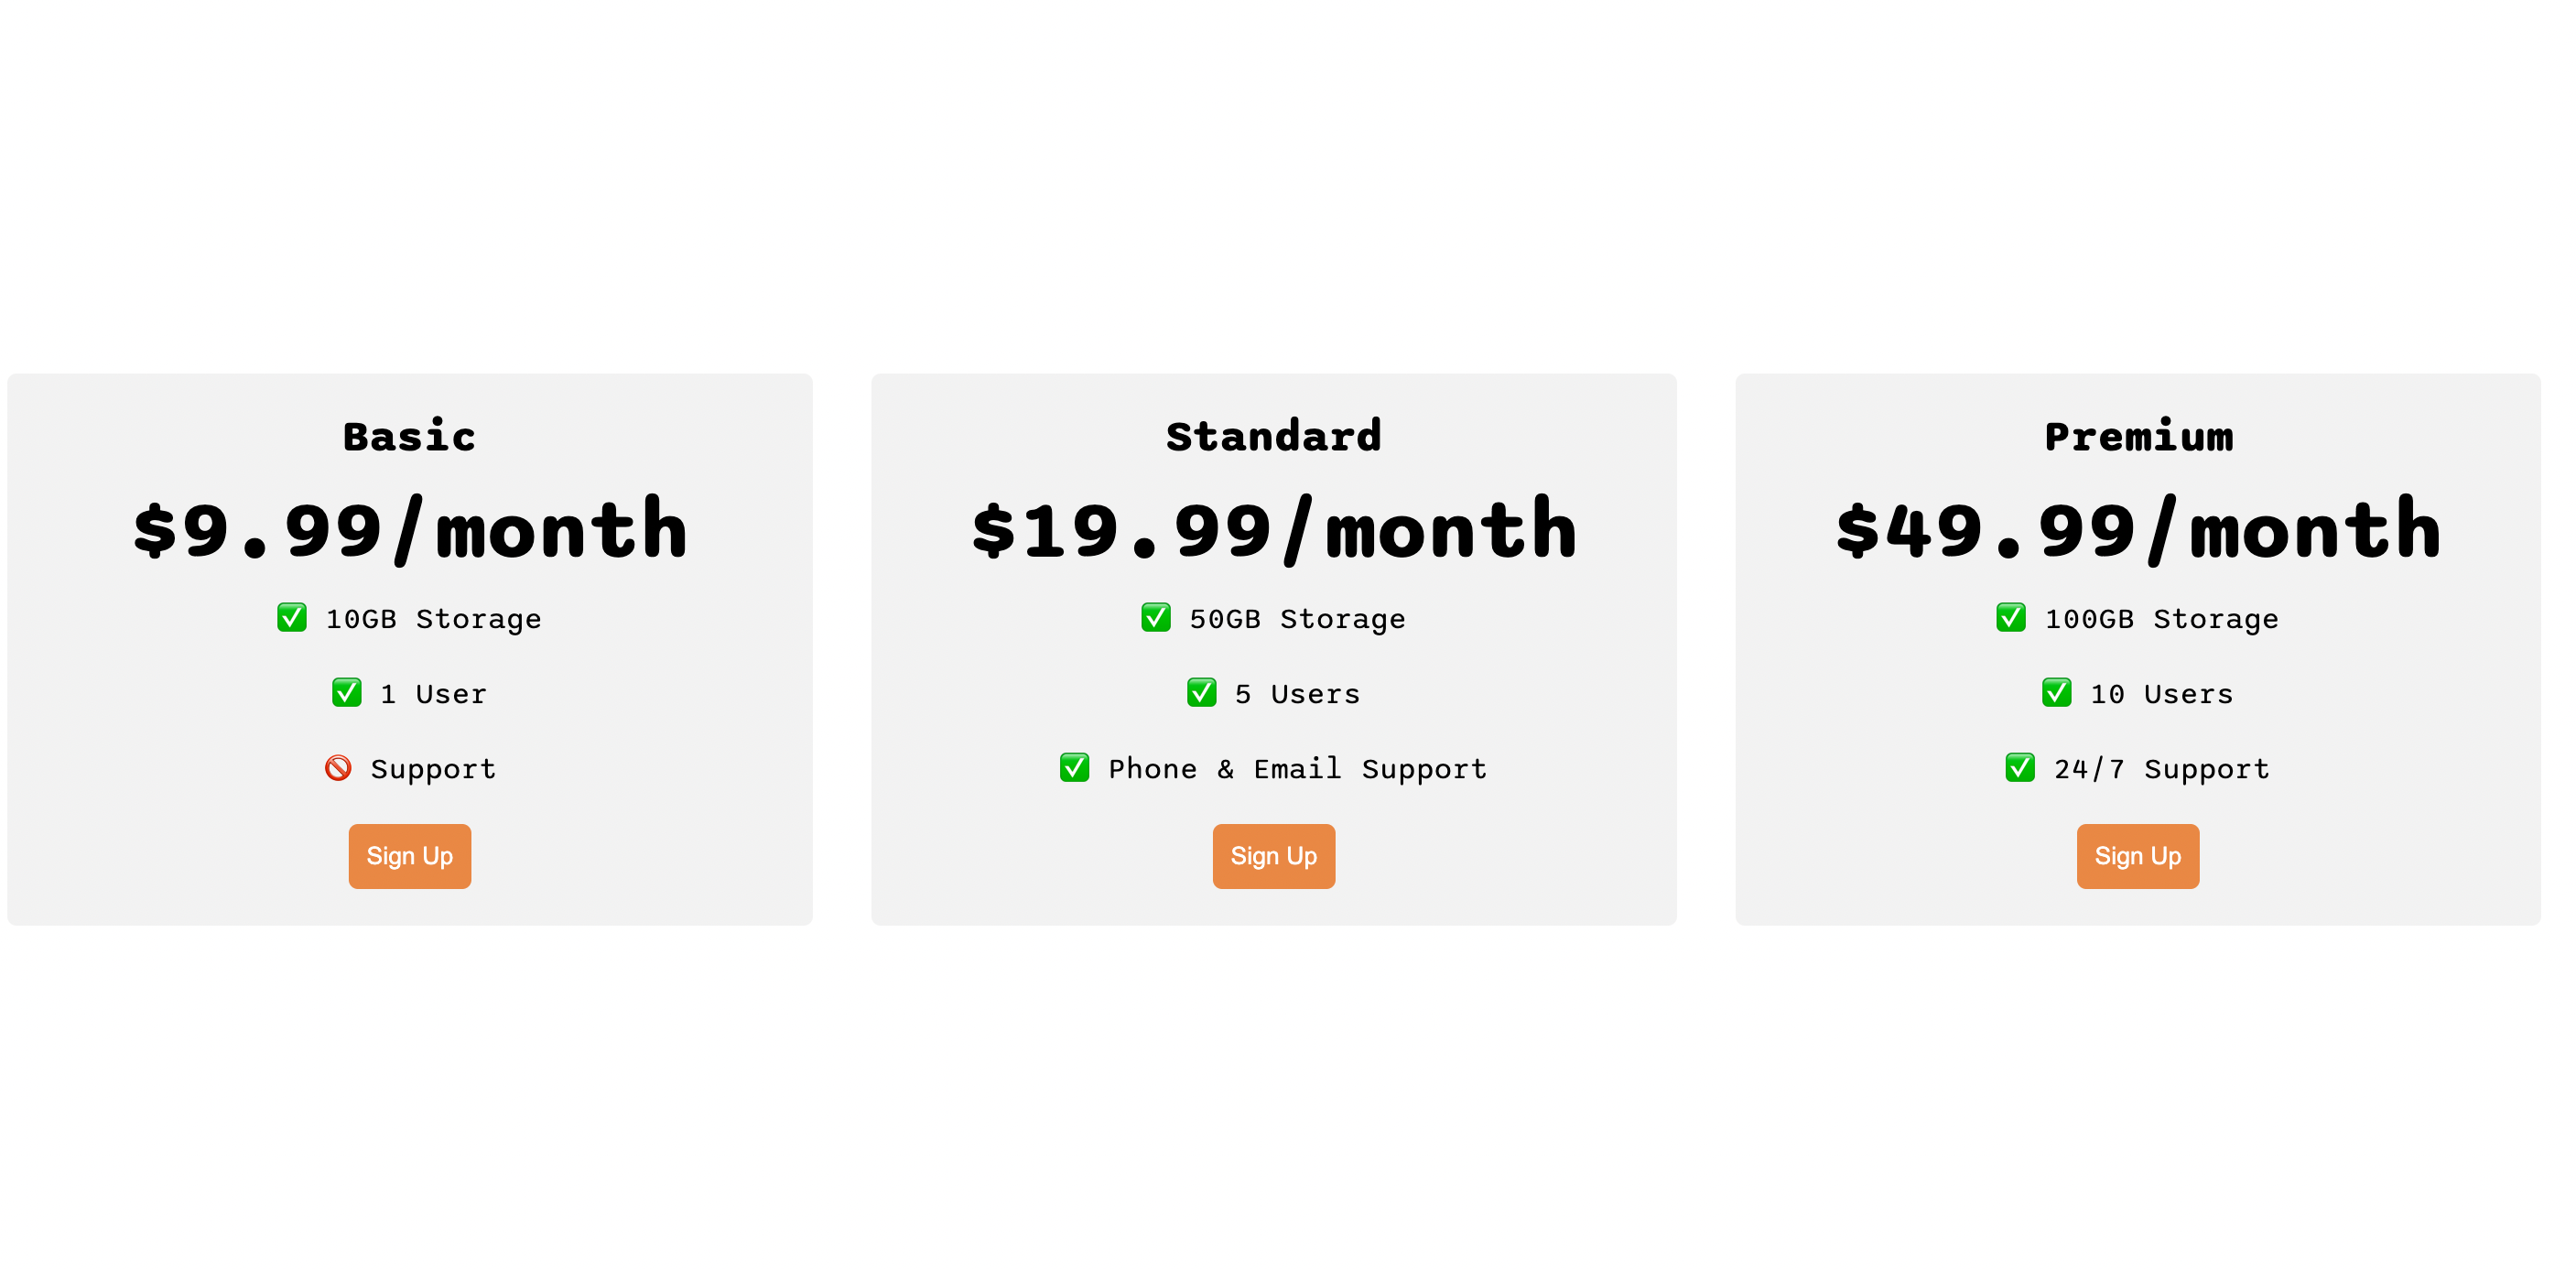 Basic
$9.99/month
✅ 10GB Storage
✅ 1 User
🚫 Support
Sign Up
Standard
$19.99/month
✅ 50GB Storage
✅ 5 Users
✅ Phone & Email Support
Sign Up
Premium
$49.99/month
✅ 100GB Storage
✅ 10 Users
✅ 24/7 Support
Sign Up